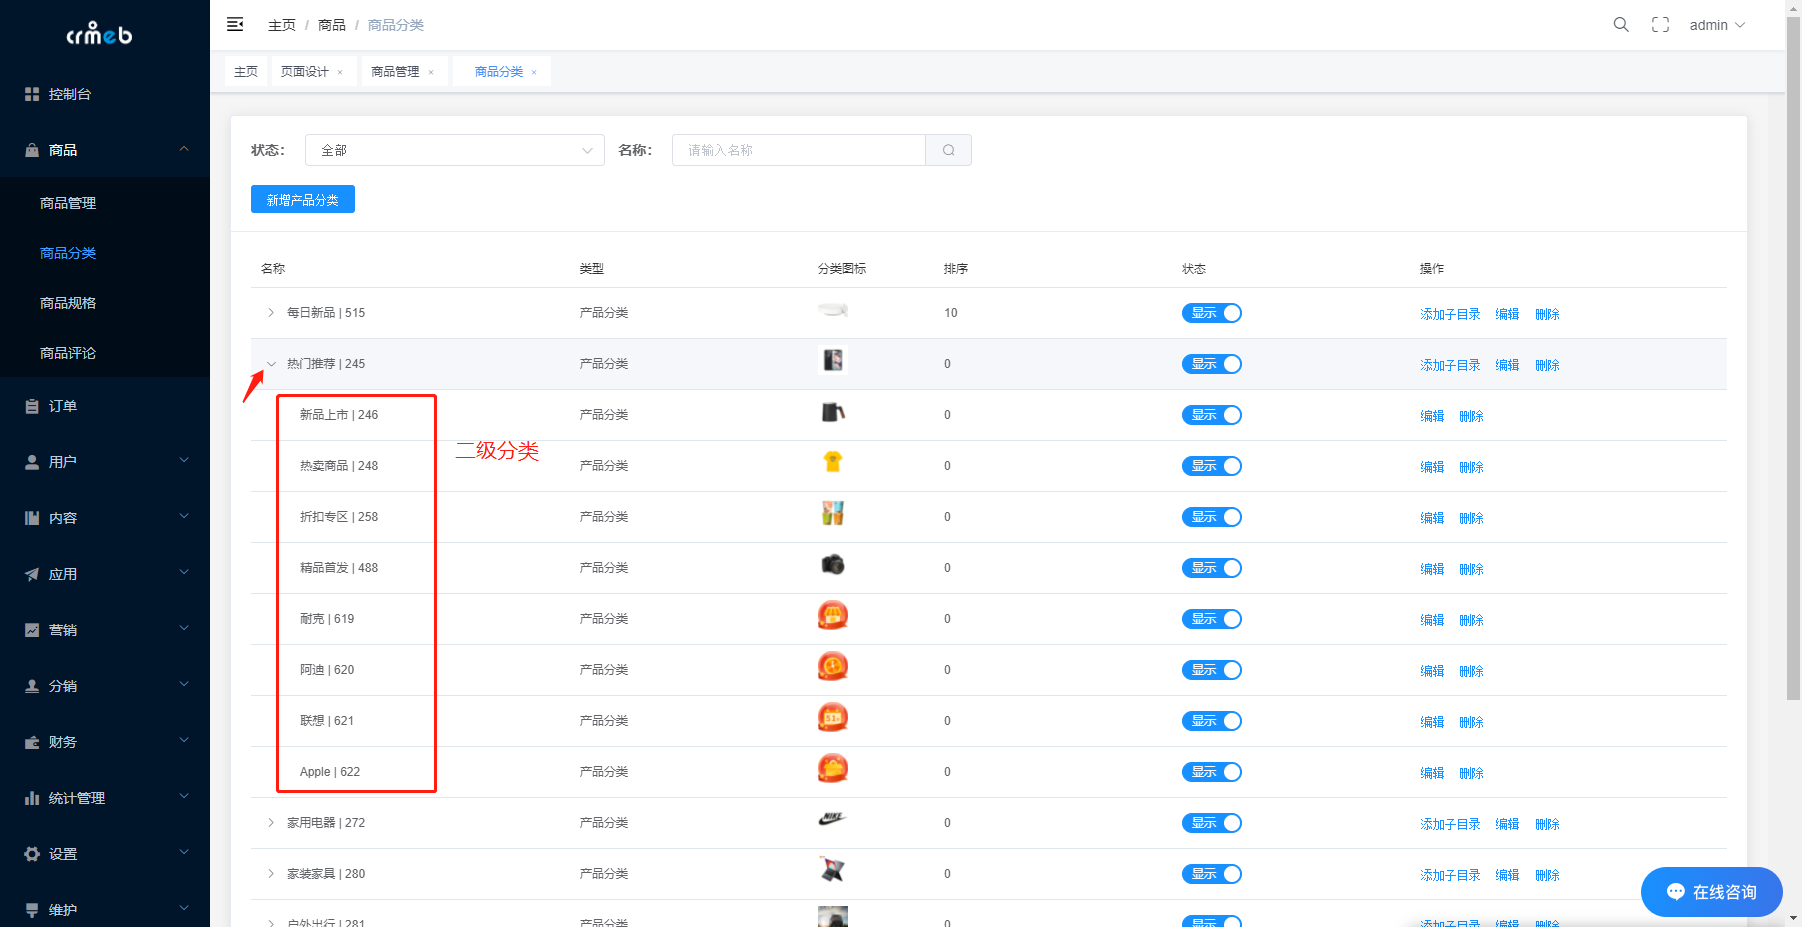 crmeb
主页 / 商品 / 商品分类
admin
主页 页面设计 × 商品管理 × 商品分类 ×
控制台
商品
商品管理
商品分类
商品规格
商品评论
订单
用户
内容
应用
营销
分销
财务
统计管理
设置
维护
状态： 全部 名称： 请输入名称
新增产品分类
名称 类型 分类图标 排序 状态 操作
每日新品 | 515 产品分类 10 显示 添加子目录 编辑 删除
热门推荐 | 245 产品分类 0 显示 添加子目录 编辑 删除
新品上市 | 246 产品分类 0 显示 编辑 删除
二级分类
热卖商品 | 248 产品分类 0 显示 编辑 删除
折扣专区 | 258 产品分类 0 显示 编辑 删除
精品首发 | 488 产品分类 0 显示 编辑 删除
耐克 | 619 产品分类 0 显示 编辑 删除
阿迪 | 620 产品分类 0 显示 编辑 删除
联想 | 621 产品分类 5.1 0 显示 编辑 删除
Apple | 622 产品分类 0 显示 编辑 删除
家用电器 | 272 产品分类 NIKE 0 显示 添加子目录 编辑 删除
家装家具 | 280 产品分类 0 显示 添加子目录 编辑 删除
户外出行 | 281 产品分类 0 显示 添加子目录 编辑 删除
在线咨询